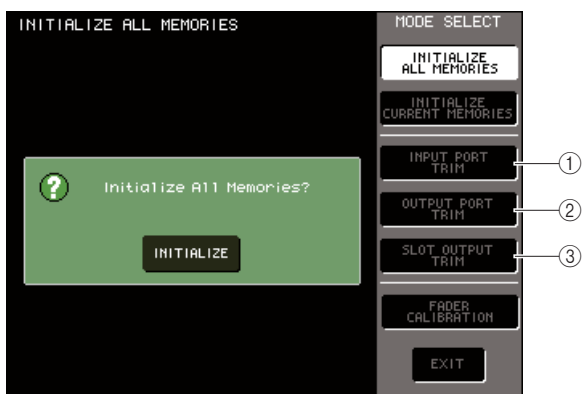 INITIALIZE ALL MEMORIES
Initialize All Memories?
INITIALIZE
MODE SELECT
INITIALIZE
ALL MEMORIES
INITIALIZE
CURRENT MEMORIES
INPUT PORT
TRIM
OUTPUT PORT
TRIM
SLOT OUTPUT
TRIM
FADER
CALIBRATION
EXIT
①
②
③